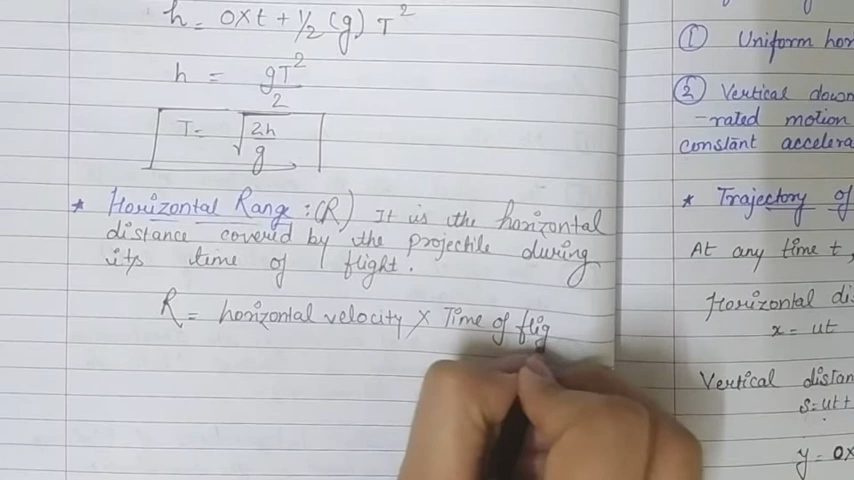 h = 0xt + 1/2 (g) T²
h = gT²/2
T = √2h/g
* Horizontal Range : (R) It is the horizontal
distance covered by the projectile during
its time of flight.
R = horizontal velocity X Time of flig
① Uniform hor
② Vertical down
-rated motion
constant accelera
* Trajectory of
At any time t,
Horizontal di
x = ut
Vertical distan
s = ut +
y = 0x